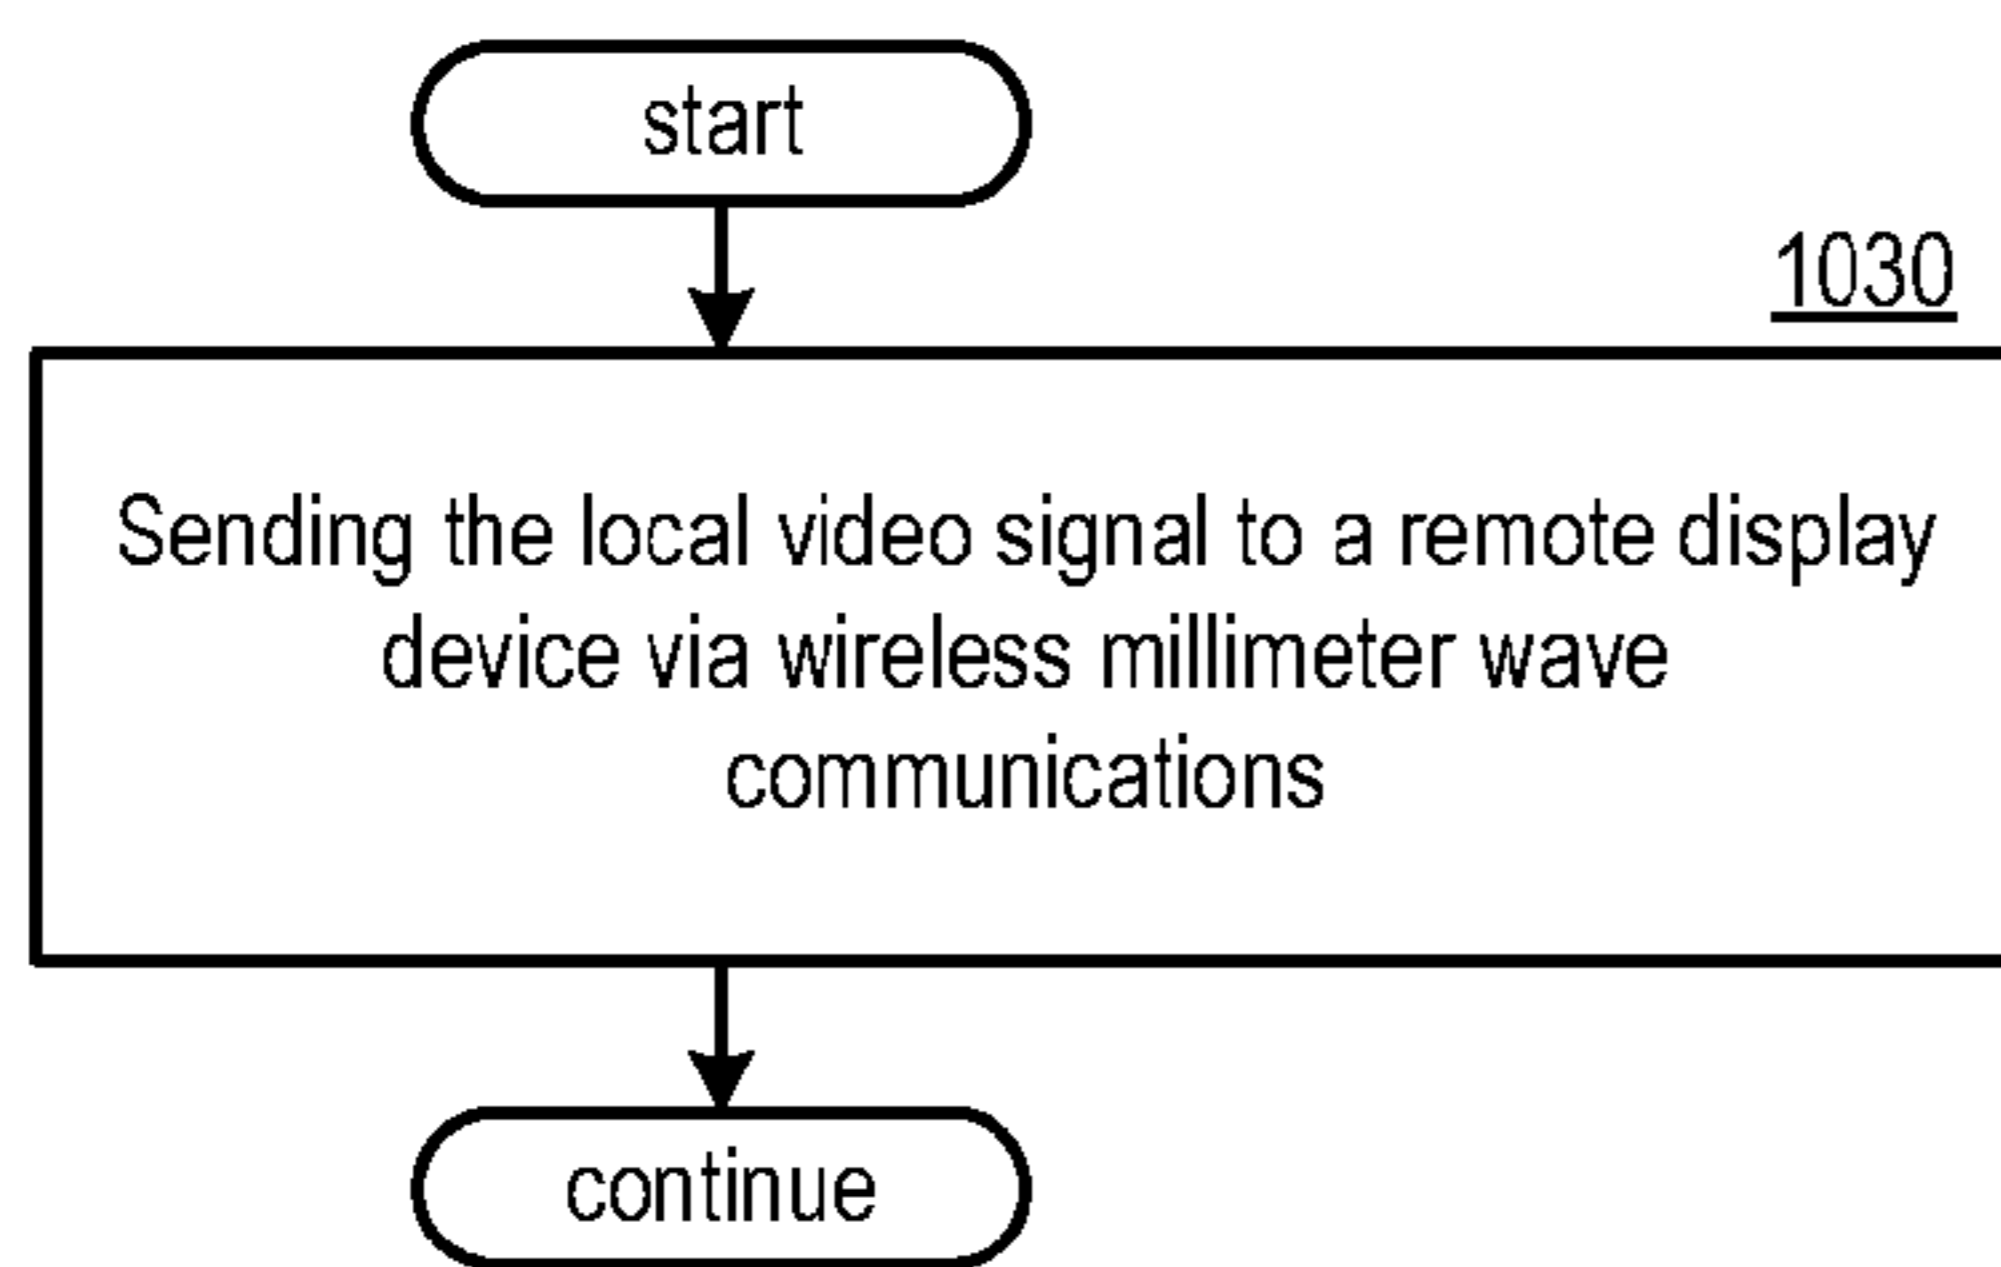 start
1030
Sending the local video signal to a remote display
device via wireless millimeter wave
communications
continue